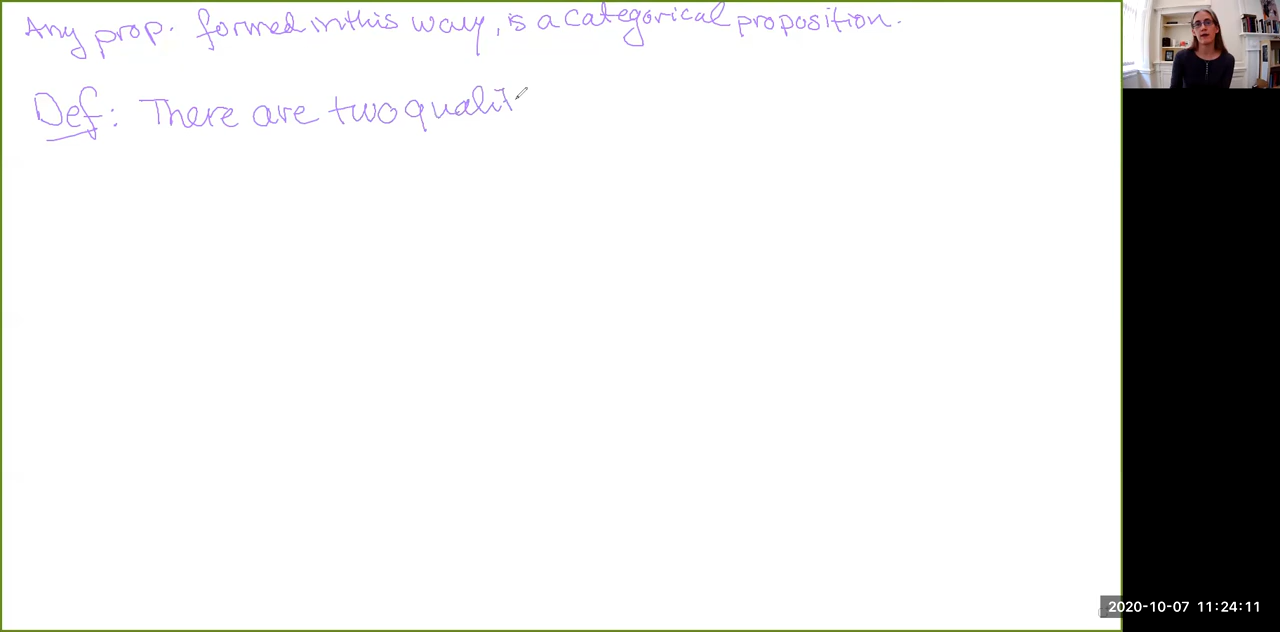 Any prop. formed in this way, is a categorical proposition.
Def: There are two qualit
2020-10-07 11:24:11